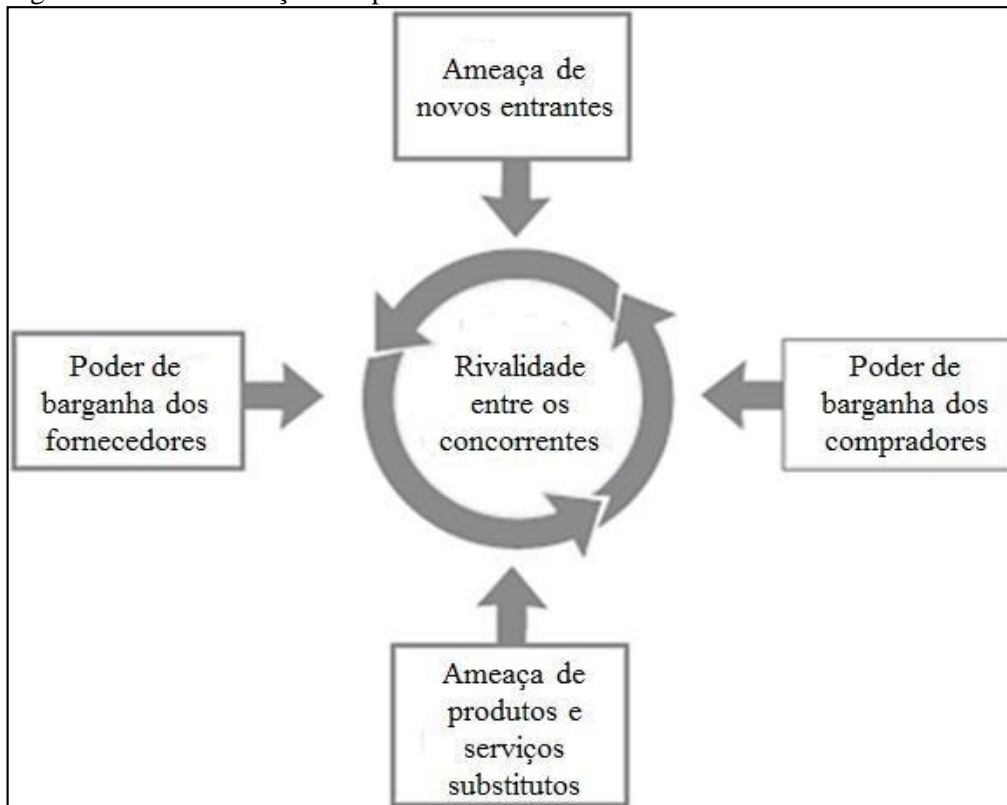 Ameaça de
novos entrantes
Poder de
barganha dos
fornecedores
Rivalidade
entre os
concorrentes
Poder de
barganha dos
compradores
Ameaça de
produtos e
serviços
substitutos